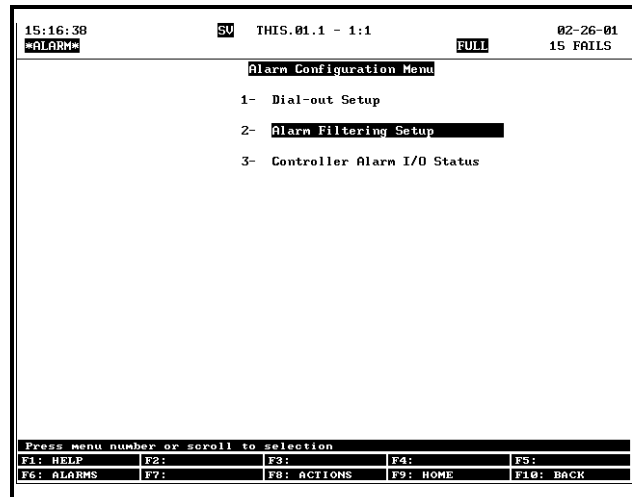 15:16:38 SV THIS.01.1 - 1:1 02-26-01
*ALARM* FULL 15 FAILS
Alarm Configuration Menu
1- Dial-out Setup
2- Alarm Filtering Setup
3- Controller Alarm I/O Status
Press menu number or scroll to selection
F1: HELP F2: F3: F4: F5:
F6: ALARMS F7: F8: ACTIONS F9: HOME F10: BACK